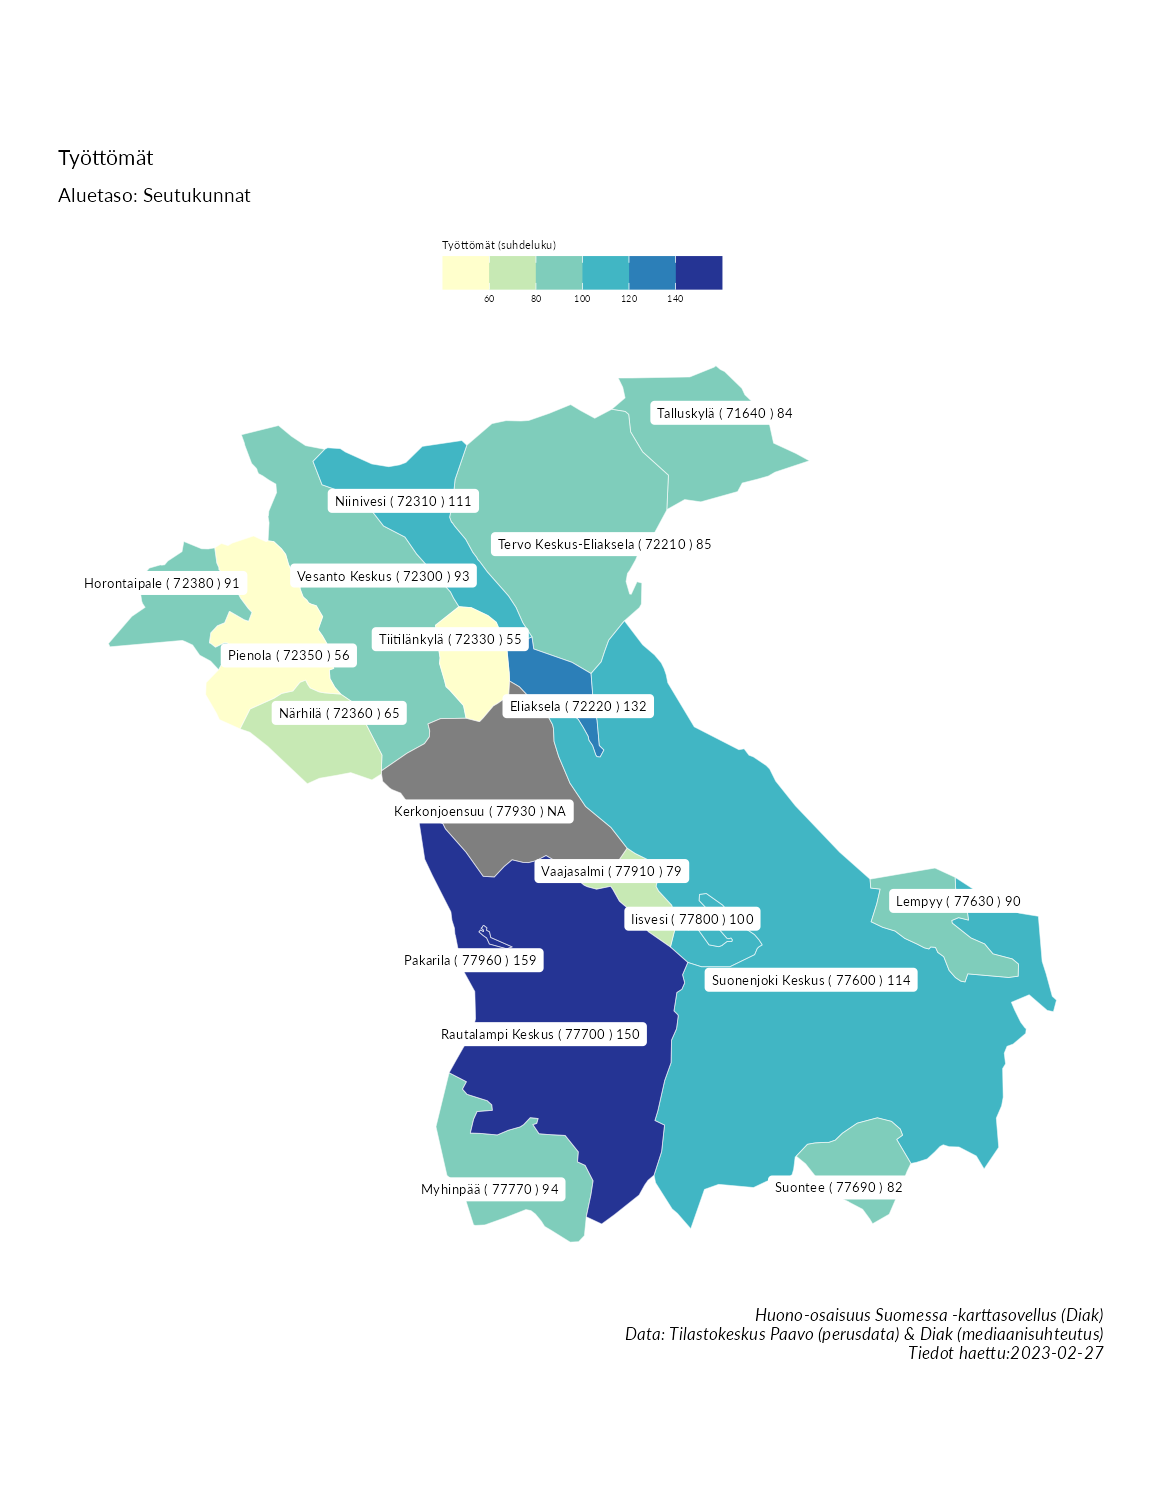 Työttömät
Aluetaso: Seutukunnat
Työttömät (suhdeluku)
60 80 100 120 140
Talluskylä ( 71640 ) 84
Niinivesi ( 72310 ) 111
Tervo Keskus-Eliaksela ( 72210 ) 85
Vesanto Keskus ( 72300 ) 93
Horontaipale ( 72380 ) 91
Tiitilänkylä ( 72330 ) 55
Pienola ( 72350 ) 56
Eliaksela ( 72220 ) 132
Närhilä ( 72360 ) 65
Kerkonjoensuu ( 77930 ) NA
Vaajasalmi ( 77910 ) 79
Lempyy ( 77630 ) 90
Iisvesi ( 77800 ) 100
Pakarila ( 77960 ) 159
Suonenjoki Keskus ( 77600 ) 114
Rautalampi Keskus ( 77700 ) 150
Suontee ( 77690 ) 82
Myhinpää ( 77770 ) 94
Huono-osaisuus Suomessa -karttasovellus (Diak)
Data: Tilastokeskus Paavo (perusdata) & Diak (mediaanisuhteutus)
Tiedot haettu:2023-02-27